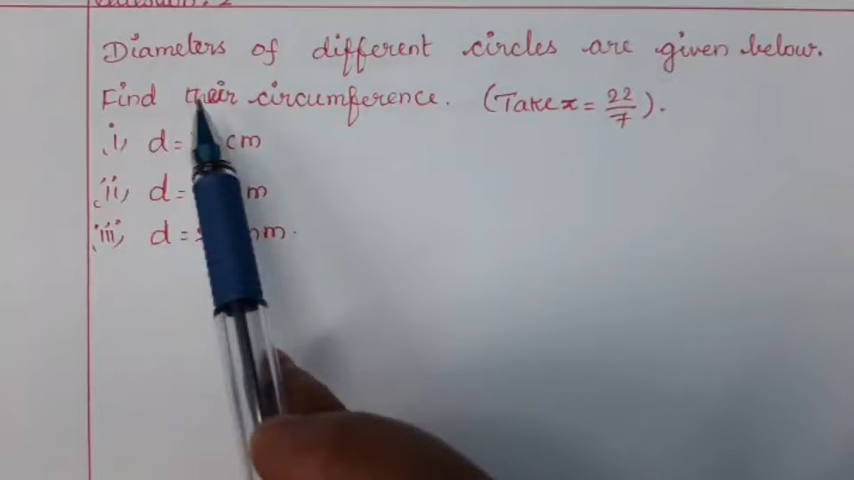 Diameters of different circles are given below.
Find their circumference. (Take x = 22/7).
(i) d = cm
(ii) d = m
(iii) d =